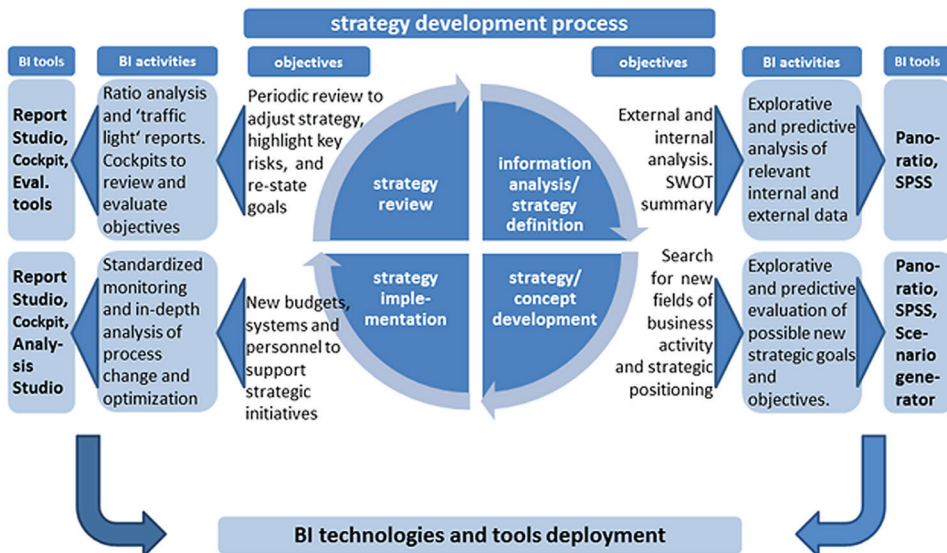 strategy development process
BI tools
BI activities
objectives
objectives
BI activities
BI tools
Report
Studio,
Cockpit,
Eval.
tools
Ratio analysis
and ‘traffic
light‘ reports.
Cockpits to
review and
evaluate
objectives
Periodic review to
adjust strategy,
highlight key
risks, and
re-state
goals
strategy
review
information
analysis/
strategy
definition
External and
internal
analysis.
SWOT
summary
Explorative
and predictive
analysis of
relevant
internal and
external data
Pano-
ratio,
SPSS
Report
Studio,
Cockpit,
Analy-
sis
Studio
Standardized
monitoring
and in-depth
analysis of
process
change and
optimization
New budgets,
systems and
personnel to
support
strategic
initiatives
strategy
imple-
mentation
strategy/
concept
development
Search
for new
fields of
business
activity
and strategic
positioning
Explorative
and predictive
evaluation of
possible new
strategic goals
and
objectives.
Pano-
ratio,
SPSS,
Sce-
nario
gene-
rator
BI technologies and tools deployment